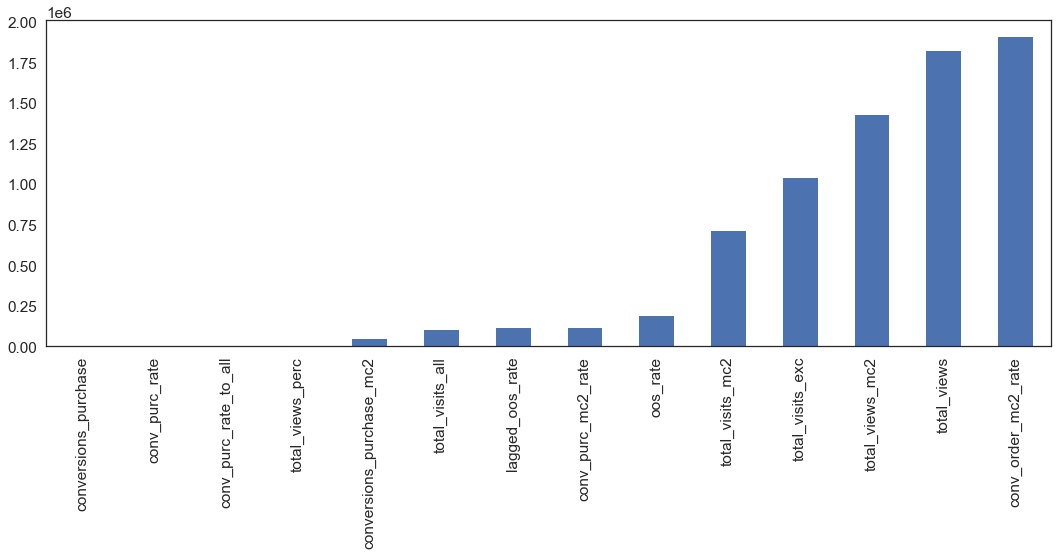 1e6
2.00
1.75
1.50
1.25
1.00
0.75
0.50
0.25
0.00
conversions_purchase
conv_purc_rate
conv_purc_rate_to_all
total_views_perc
conversions_purchase_mc2
total_visits_all
lagged_oos_rate
conv_purc_mc2_rate
oos_rate
total_visits_mc2
total_visits_exc
total_views_mc2
total_views
conv_order_mc2_rate